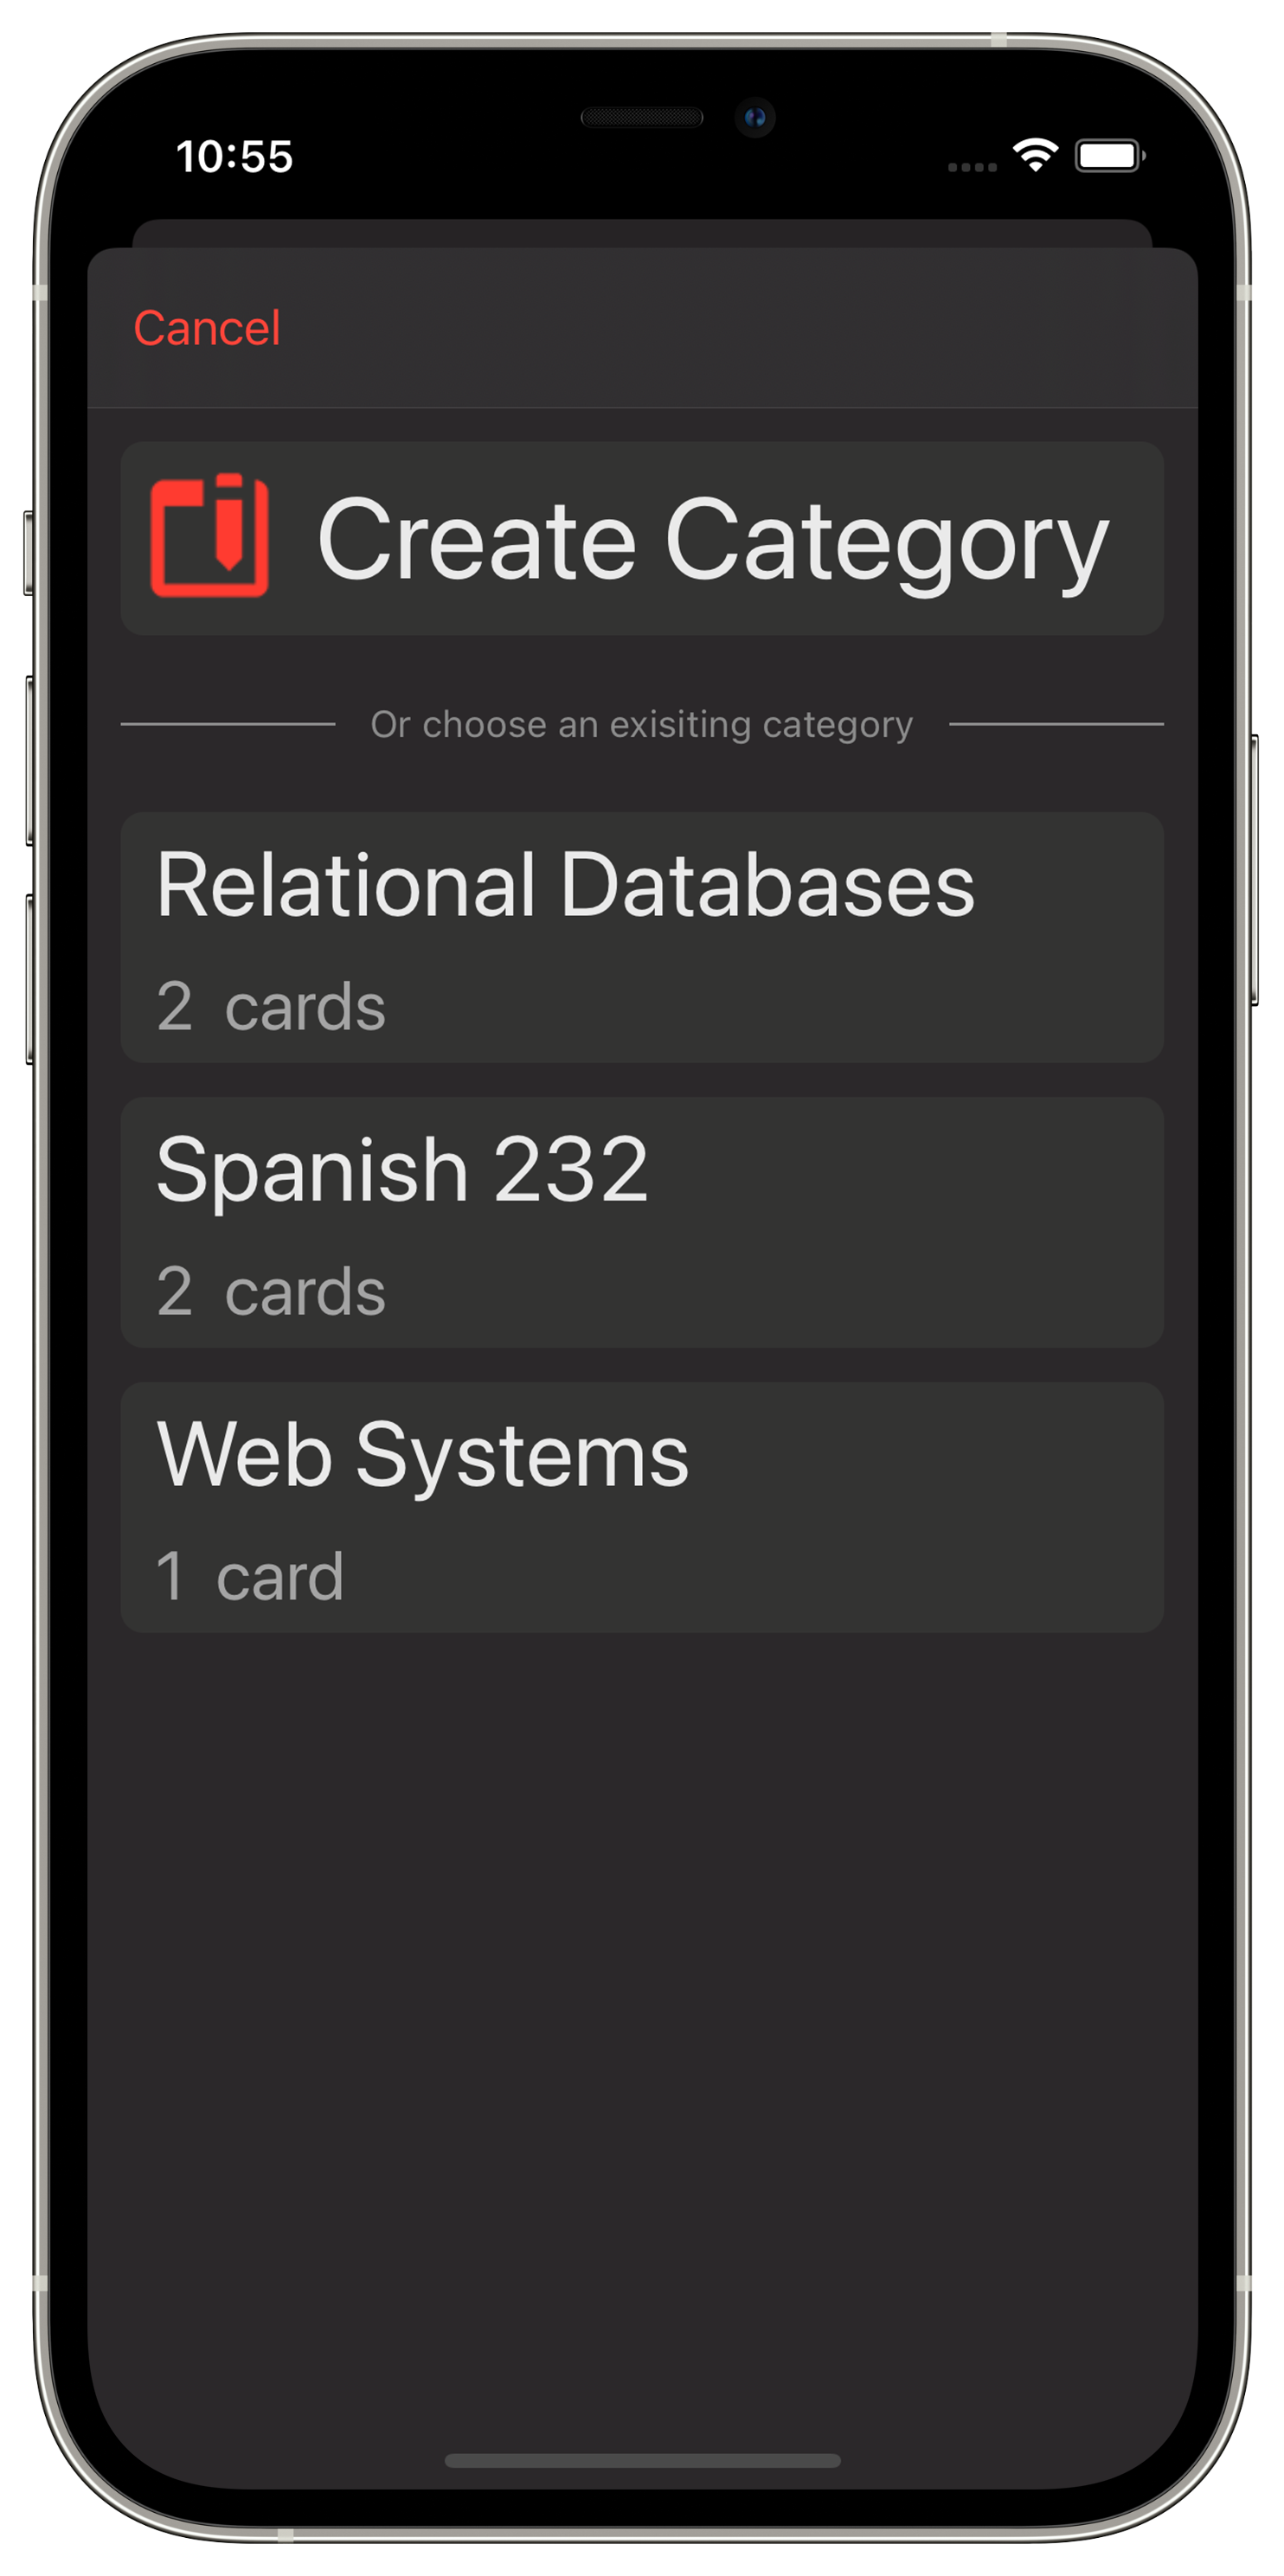 10:55
Cancel
Create Category
Or choose an exisiting category
Relational Databases
2 cards
Spanish 232
2 cards
Web Systems
1 card